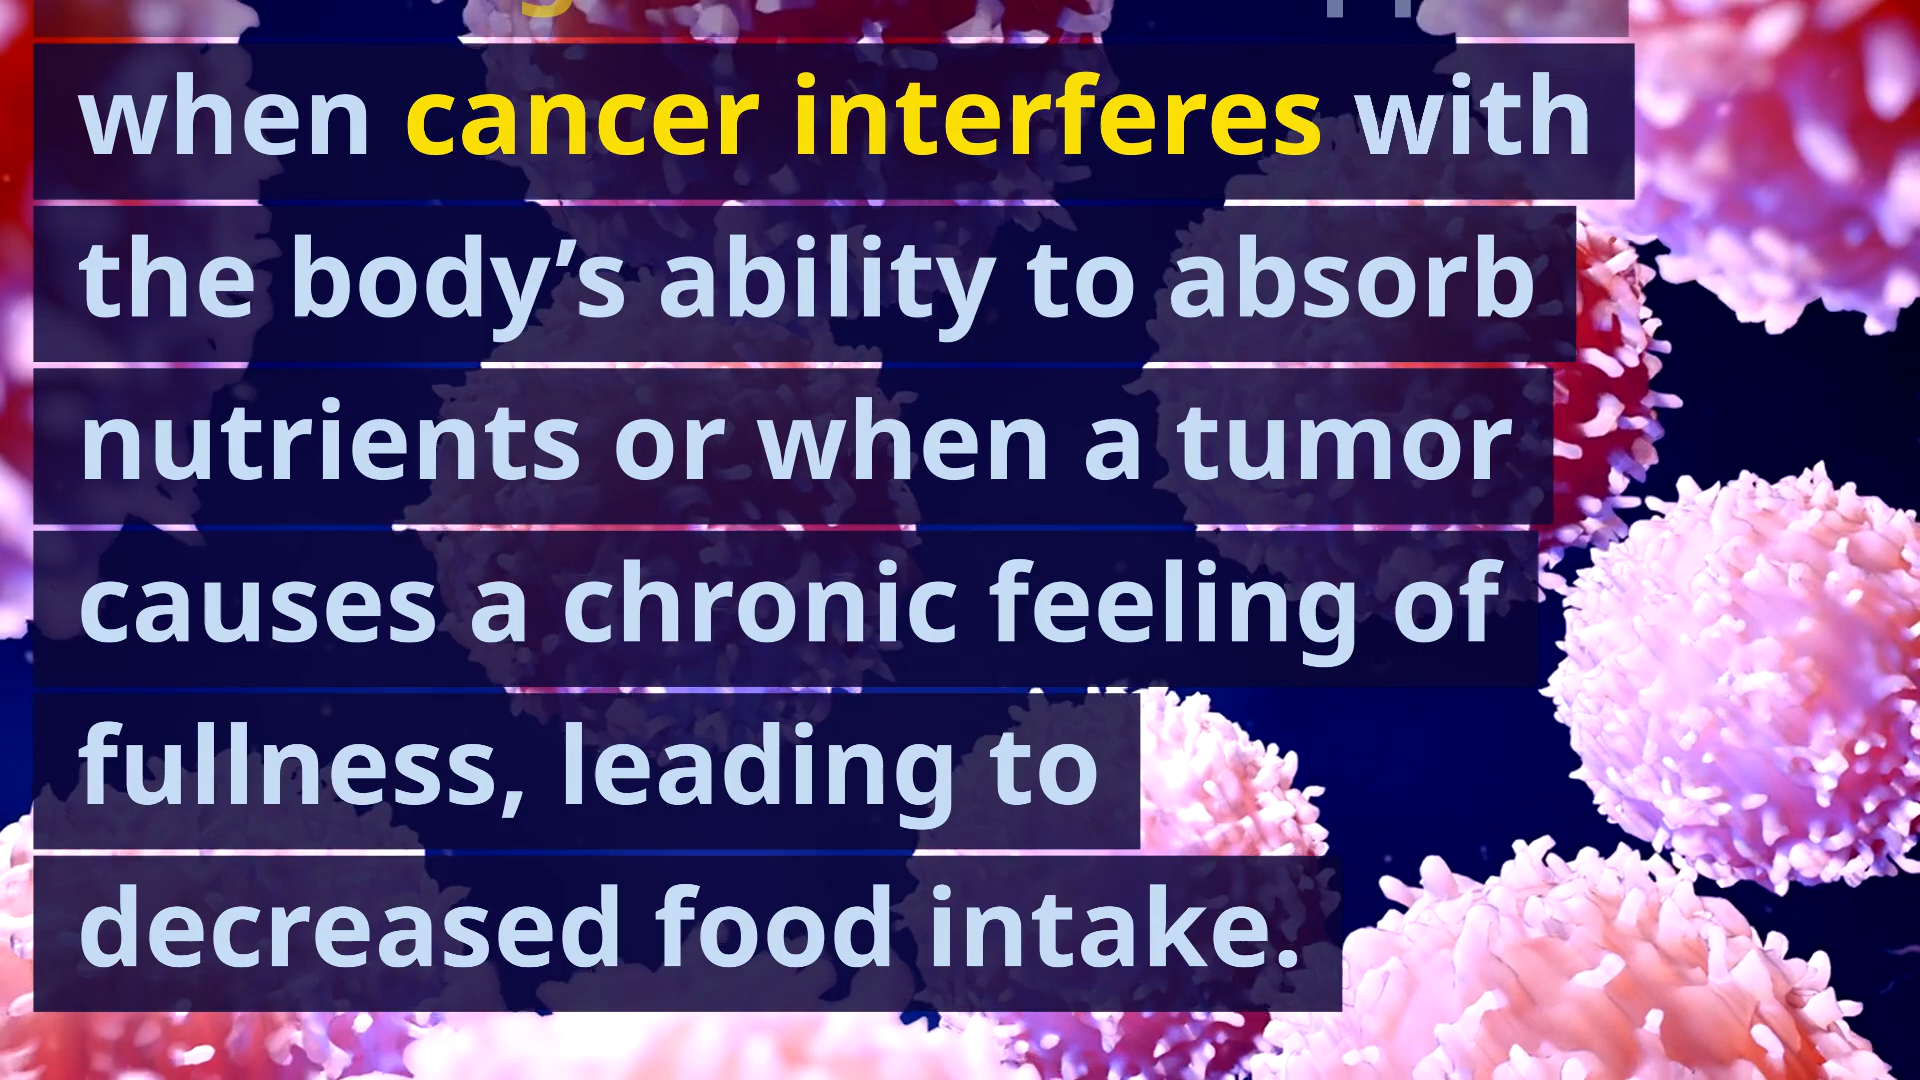 when cancer interferes with
the body’s ability to absorb
nutrients or when a tumor
causes a chronic feeling of
fullness, leading to
decreased food intake.